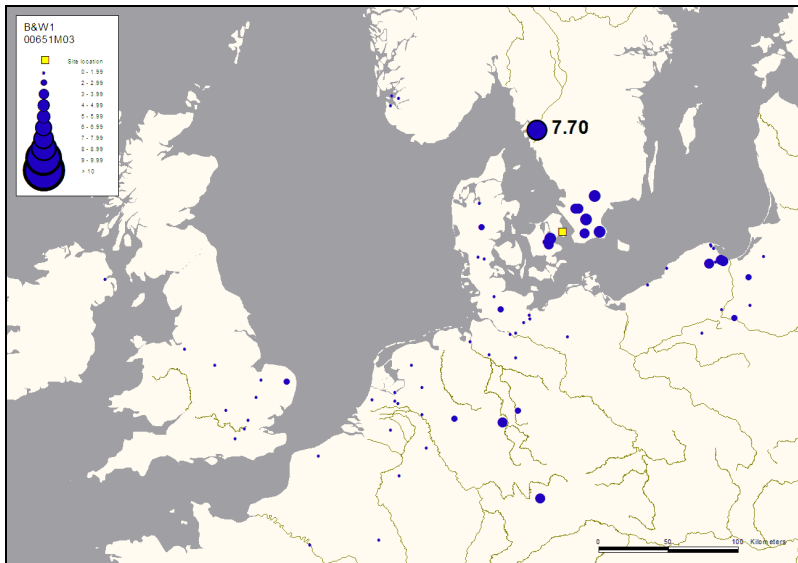 B&W1
00651M03
Site location
0 - 1.99
2 - 2.99
3 - 3.99
4 - 4.99
5 - 5.99
6 - 6.99
7 - 7.99
8 - 8.99
9 - 9.99
> 10
7.70
0 50 100 Kilometers